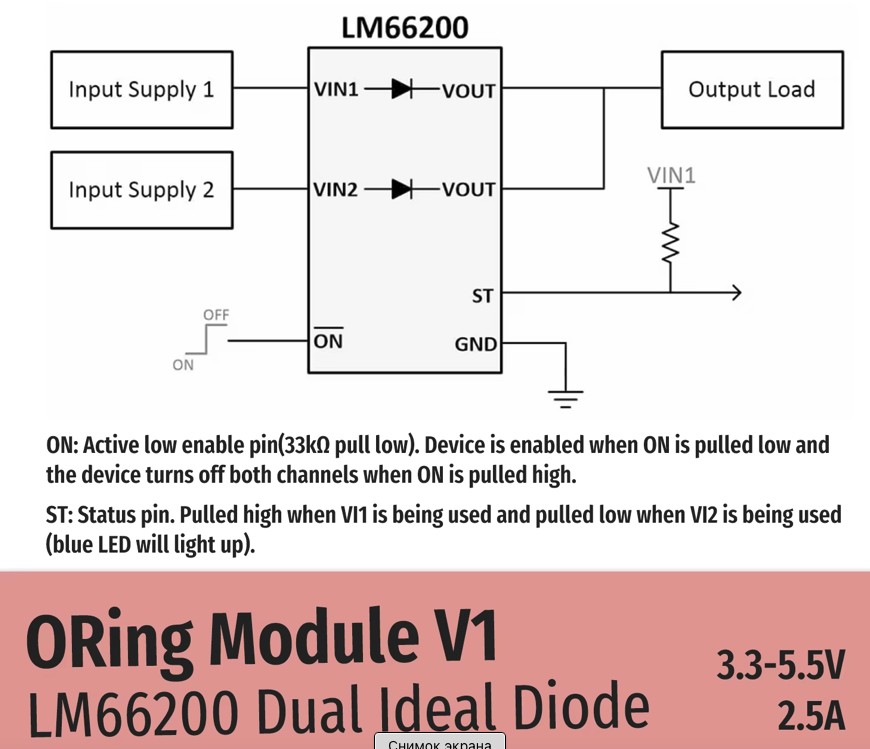 LM66200
Input Supply 1
VIN1
VOUT
Output Load
Input Supply 2
VIN2
VOUT
VIN1
ST
OFF
ON
ON
GND
ON: Active low enable pin(33kΩ pull low). Device is enabled when ON is pulled low and
the device turns off both channels when ON is pulled high.
ST: Status pin. Pulled high when VI1 is being used and pulled low when VI2 is being used
(blue LED will light up).
ORing Module V1
LM66200 Dual Ideal Diode
3.3-5.5V
2.5A
Снимок экрана